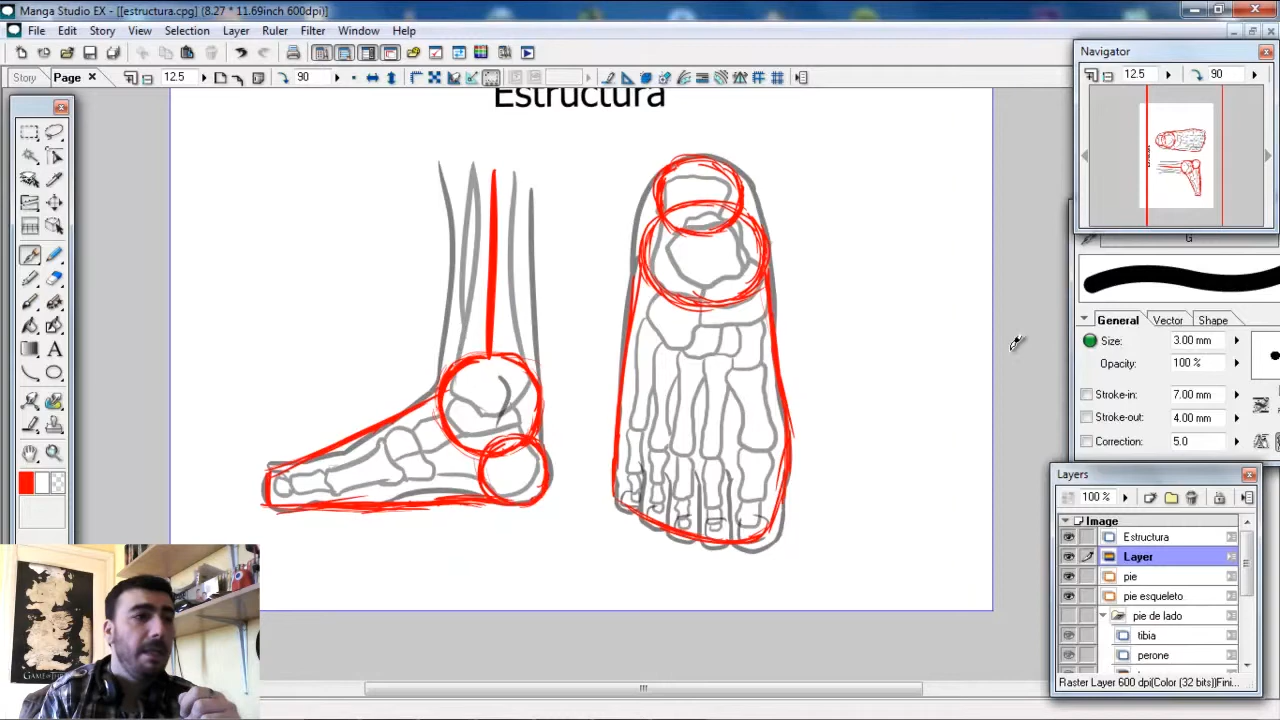 Manga Studio EX - [[estructura.cpg] (8.27 * 11.69inch 600dpi)]
File Edit Story View Selection Layer Ruler Filter Window Help
Story Page 12.5 90
Navigator
12.5 90
Estructura
G
General Vector Shape
Size: 3.00 mm
Opacity: 100 %
Stroke-in: 7.00 mm
Stroke-out: 4.00 mm
Correction: 5.0
Layers
100 %
Image
Estructura
Layer
pie
pie esqueleto
pie de lado
tibia
perone
Raster Layer 600 dpi(Color (32 bits))Fini...
GAME OF TH